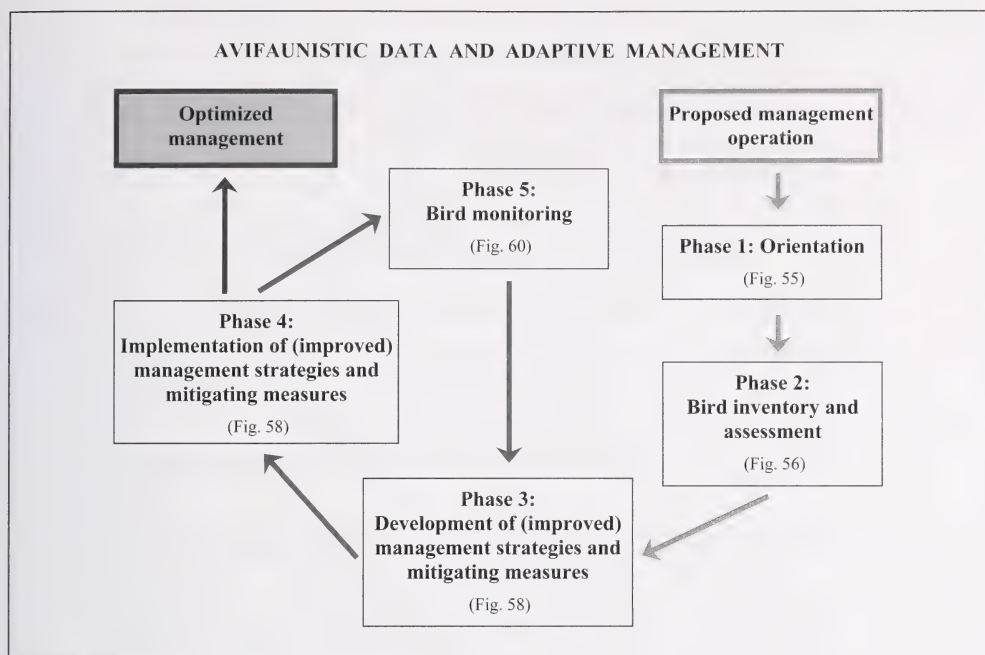 AVIFAUNISTIC DATA AND ADAPTIVE MANAGEMENT
Optimized
management
Proposed management
operation
Phase 5:
Bird monitoring
(Fig. 60)
Phase 1: Orientation
(Fig. 55)
Phase 4:
Implementation of (improved)
management strategies and
mitigating measures
(Fig. 58)
Phase 2:
Bird inventory and
assessment
(Fig. 56)
Phase 3:
Development of (improved)
management strategies and
mitigating measures
(Fig. 58)